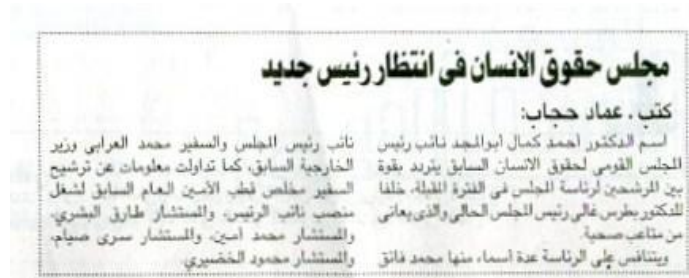 مجلس حقوق الانسان فى انتظار رئيس جديد
كتب . عماد حجاب:
اسم الدكتور احمد كمال ابوالمجد نائب رئيس
المجلس القومى لحقوق الانسان السابق يتردد بقوة
بين المرشحين لرئاسة المجلس فى الفترة المقبلة، خلفا
للدكتور بطرس غالى رئيس المجلس الحالى والذى يعانى
من متاعب صحية.
ويتنافس على الرئاسة عدة أسماء، منها محمد فائق
نائب رئيس المجلس والسفير محمد العرابى وزير
الخارجية السابق، كما تداولت معلومات عن ترشيح
السفير مخلص قطب الأمين العام السابق لشغل
منصب نائب الرئيس، والمستشار طارق البشرى،
والمستشار محمد امين، والمستشار سرى صيام،
والمستشار محمود الخضيرى.